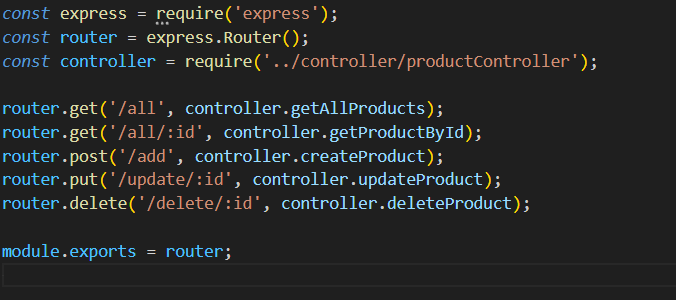 const express = require('express');
const router = express.Router();
const controller = require('../controller/productController');
router.get('/all', controller.getAllProducts);
router.get('/all/:id', controller.getProductById);
router.post('/add', controller.createProduct);
router.put('/update/:id', controller.updateProduct);
router.delete('/delete/:id', controller.deleteProduct);
module.exports = router;